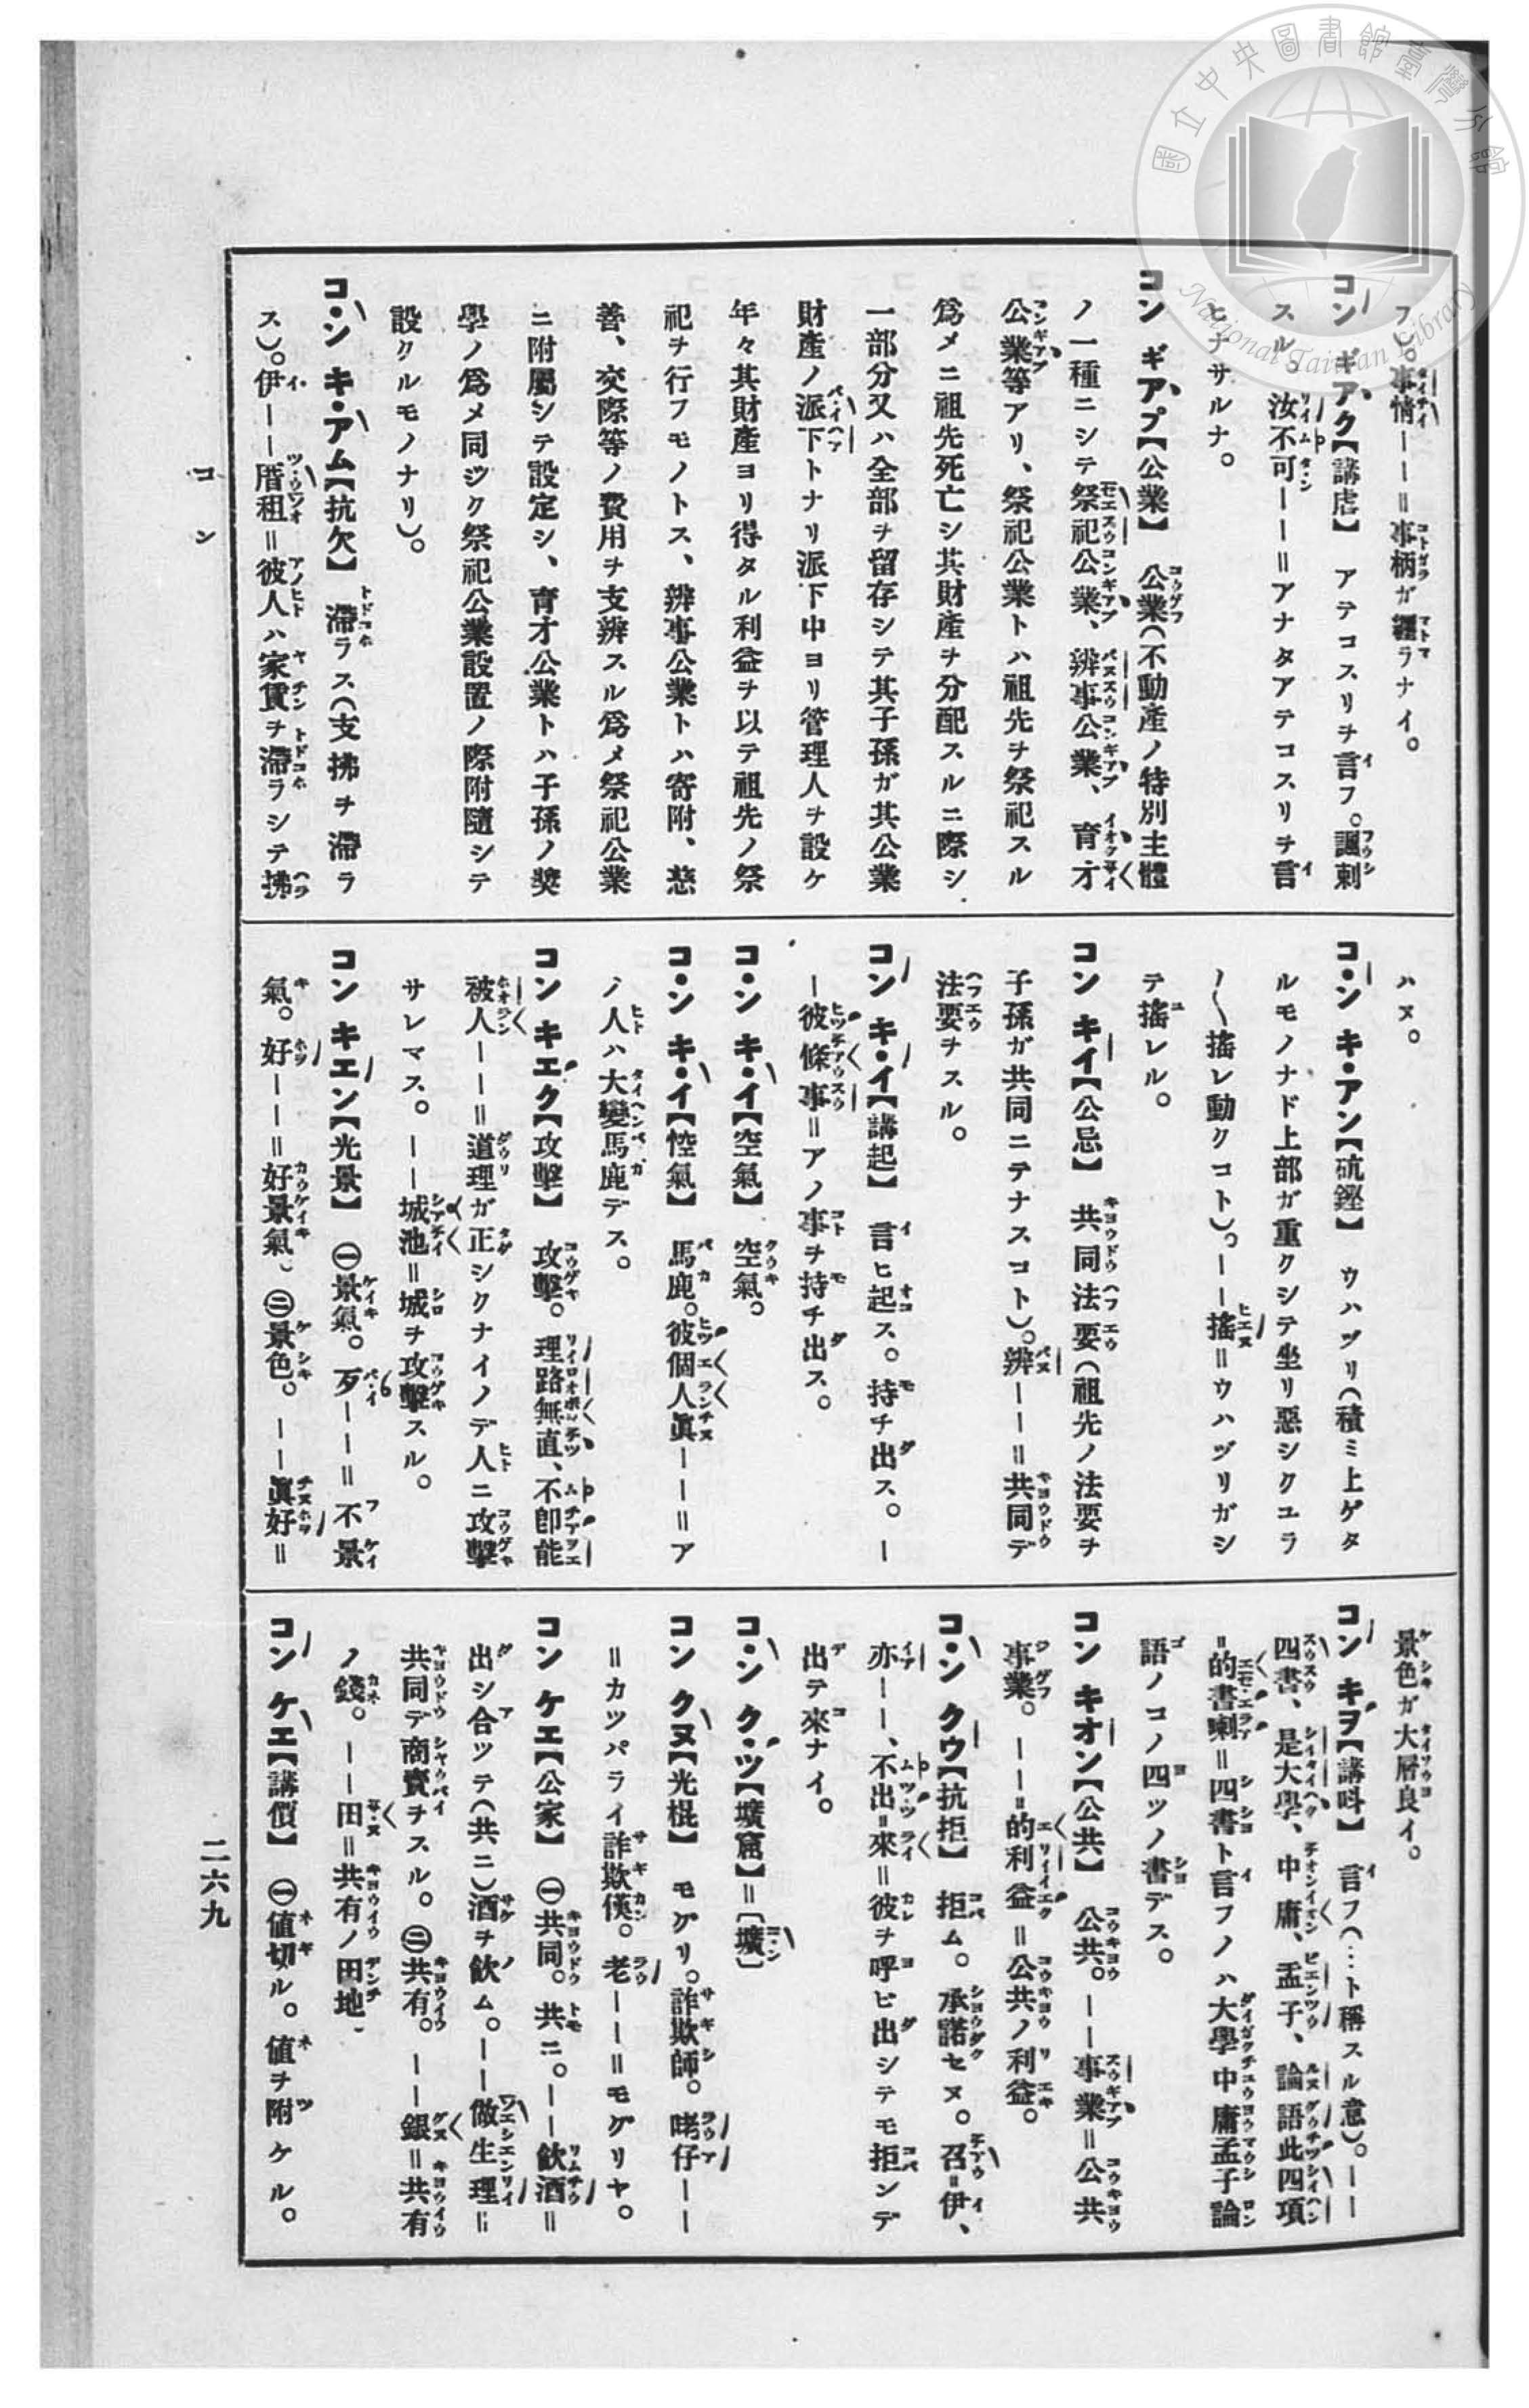 國立中央圖書館臺灣分館
National Taiwan Library
フ)。事情ーー＝事柄ガ纒ラナイ。
コン ギアク【講虐】 アテコスリヲ言フ。諷刺
スル。汝不可ーー＝アナタアテコスリヲ言
ヒナサルナ。
コン ギアプ【公業】 公業(不動產ノ特別主體
ノ一種ニシテ祭祀公業、辨事公業、育才
公業等アリ、祭祀公業トハ祖先ヲ祭祀スル
爲メニ祖先死亡シ其財產ヲ分配スルニ際シ
一部分又ハ全部ヲ留存シテ其子孫ガ其公業
財產ノ派下トナリ派下中ヨリ管理人ヲ設ケ
年々其財產ヨリ得タル利益ヲ以テ祖先ノ祭
祀ヲ行フモノトス、辨事公業トハ寄附、慈
善、交際等ノ費用ヲ支辨スル爲メ祭祀公業
ニ附屬シテ設定シ、育才公業トハ子孫ノ奬
學ノ爲メ同ジク祭祀公業設置ノ際附隨シテ
設クルモノナリ)。
コ・ン キ・アム【抗欠】 滯ラス(支拂ヲ滯ラ
ス)。伊ーー厝租＝彼人ハ家賃ヲ滯ラシテ拂
ハヌ。
コ・ン キ・アン【硫鏗】 ウハヅリ(積ミ上ゲタ
ルモノナド上部ガ重クシテ坐リ惡シクユラ
〳〵搖レ動クコト)。ーー搖＝ウハヅリガシ
テ搖レル。
コン キイ【公忌】 共同法要(祖先ノ法要ヲ
子孫ガ共同ニテナスコト)。辨ーー＝共同デ
法要ヲスル。
コン キ・イ【講起】 言ヒ起ス。持チ出ス。ー
ー彼條事＝アノ事ヲ持チ出ス。
コ・ン キ・イ【空氣】 空氣。
コ・ン キ・イ【悾氣】 馬鹿。彼個人眞ーー＝ア
ノ人ハ大變馬鹿デス。
コン キエク【攻擊】 攻擊。理路無直、不卽能
被人ーー＝道理ガ正シクナイノデ人ニ攻擊
サレマス。ーー城池＝城ヲ攻擊スル。
コン キエン【光景】 ㊀景氣。歹ーー＝不景
氣。好ーー＝好景氣、㊁景色。ーー眞好＝
景色ガ大層良イ。
コン キヲ【講呌】 言フ(…ト稱スル意)。ーー
四書、是大學、中庸、孟子、論語此四項
＝的書喇＝四書ト言フノハ大學中庸孟子論
語ノコノ四ツノ書デス。
コン キオン【公共】 公共。ーー事業＝公共
事業。ーー＝的利益＝公共ノ利益。
コ・ン クウ【抗拒】 拒ム。承諾セヌ。召＝伊、
亦ーー、不出＝來＝彼ヲ呼ビ出シテモ拒ンデ
出テ來ナイ。
コ・ン ク・ツ【壙窟】＝〔壙〕
コン クヌ【光棍】 モグリ。詐欺師。咾仔ーー
＝カツパライ詐欺漢。老ーー＝モグリヤ。
コン ケエ【公家】 ㊀共同。共ニ。ーー飮酒＝
出シ合ツテ(共ニ)酒ヲ飮ム。ーー做生理＝
共同デ商賣ヲスル。㊁共有。ーー銀＝共有
ノ錢。ーー田＝共有ノ田地、
コン ケエ【講價】 ㊀値切ル。値ヲ附ケル。
コン
二六九